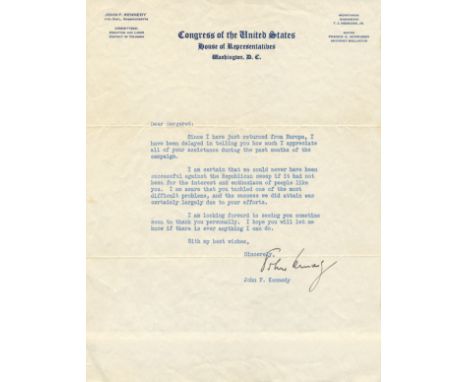 JOHN F. KENNEDY
Congress of the United States
House of Representatives
Washington, D. C.
Dear Margaret:
Since I have just returned from Europe, I
have been delayed in telling you how much I appreciate
all of your assistance during the past months of the
campaign.
I am certain that we could never have been
successful against the Republican sweep if it had not
been for the interest and enthusiasm of people like
you. I am aware that you tackled one of the most
difficult problems, and the success we did attain was
certainly largely due to your efforts.
I am looking forward to seeing you sometime
soon to thank you personally. I hope you will let me
know if there is ever anything I can do.
With my best wishes,
Sincerely,
John Kennedy
John F. Kennedy